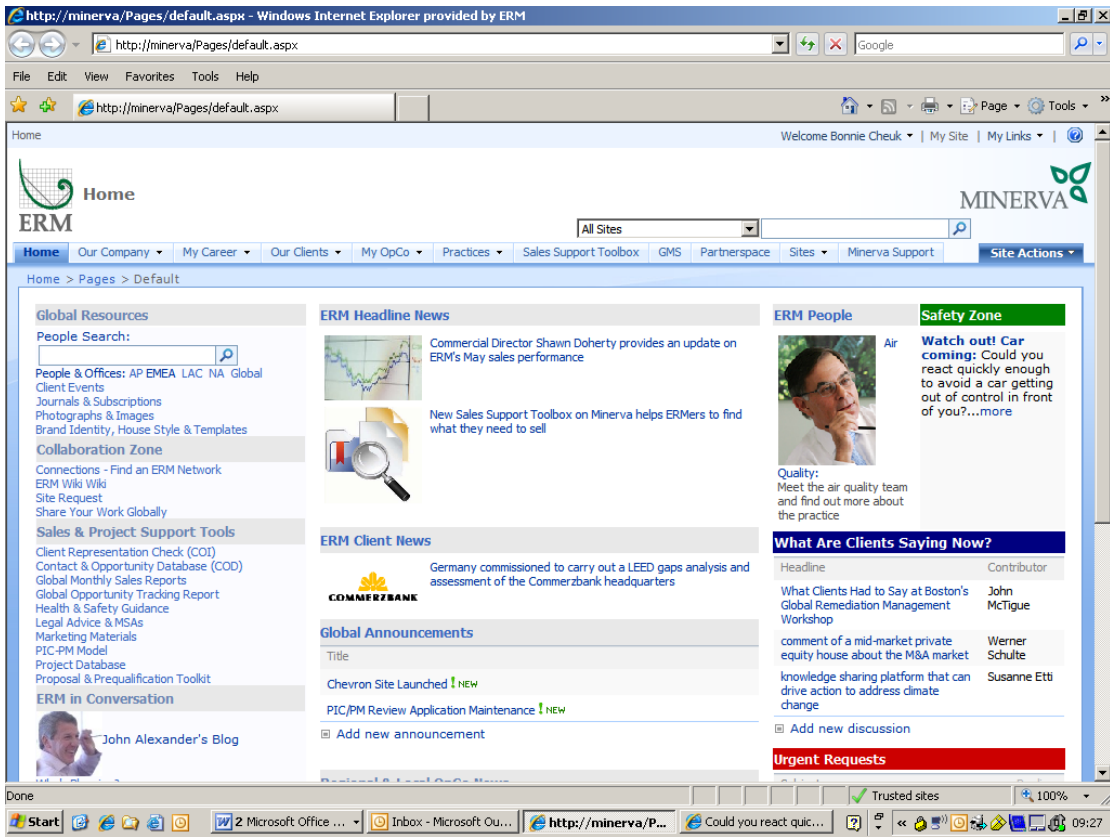 http://minerva/Pages/default.aspx - Windows Internet Explorer provided by ERM
http://minerva/Pages/default.aspx
Google
File Edit View Favorites Tools Help
http://minerva/Pages/default.aspx
Page Tools »
Home
Welcome Bonnie Cheuk | My Site | My Links |
ERM
Home
MINERVA
All Sites
Home Our Company My Career Our Clients My OpCo Practices Sales Support Toolbox GMS Partnerspace Sites Minerva Support Site Actions
Home > Pages > Default
Global Resources
People Search:
People & Offices: AP EMEA LAC NA Global
Client Events
Journals & Subscriptions
Photographs & Images
Brand Identity, House Style & Templates
Collaboration Zone
Connections - Find an ERM Network
ERM Wiki Wiki
Site Request
Share Your Work Globally
Sales & Project Support Tools
Client Representation Check (COI)
Contact & Opportunity Database (COD)
Global Monthly Sales Reports
Global Opportunity Tracking Report
Health & Safety Guidance
Legal Advice & MSAs
Marketing Materials
PIC-PM Model
Project Database
Proposal & Prequalification Toolkit
ERM in Conversation
John Alexander's Blog
ERM Headline News
Commercial Director Shawn Doherty provides an update on
ERM's May sales performance
New Sales Support Toolbox on Minerva helps ERMers to find
what they need to sell
ERM Client News
COMMERZBANK
Germany commissioned to carry out a LEED gaps analysis and
assessment of the Commerzbank headquarters
Global Announcements
Title
Chevron Site Launched ! NEW
PIC/PM Review Application Maintenance ! NEW
Add new announcement
ERM People
Air
Quality:
Meet the air quality team
and find out more about
the practice
Safety Zone
Watch out! Car
coming: Could you
react quickly enough
to avoid a car getting
out of control in front
of you?...more
What Are Clients Saying Now?
Headline Contributor
What Clients Had to Say at Boston's John
Global Remediation Management McTigue
Workshop
comment of a mid-market private Werner
equity house about the M&A market Schulte
knowledge sharing platform that can Susanne Etti
drive action to address climate
change
Add new discussion
Urgent Requests
Done
Trusted sites
100%
Start
2 Microsoft Office ...
Inbox - Microsoft Ou...
http://minerva/P...
Could you react quic...
«
09:27